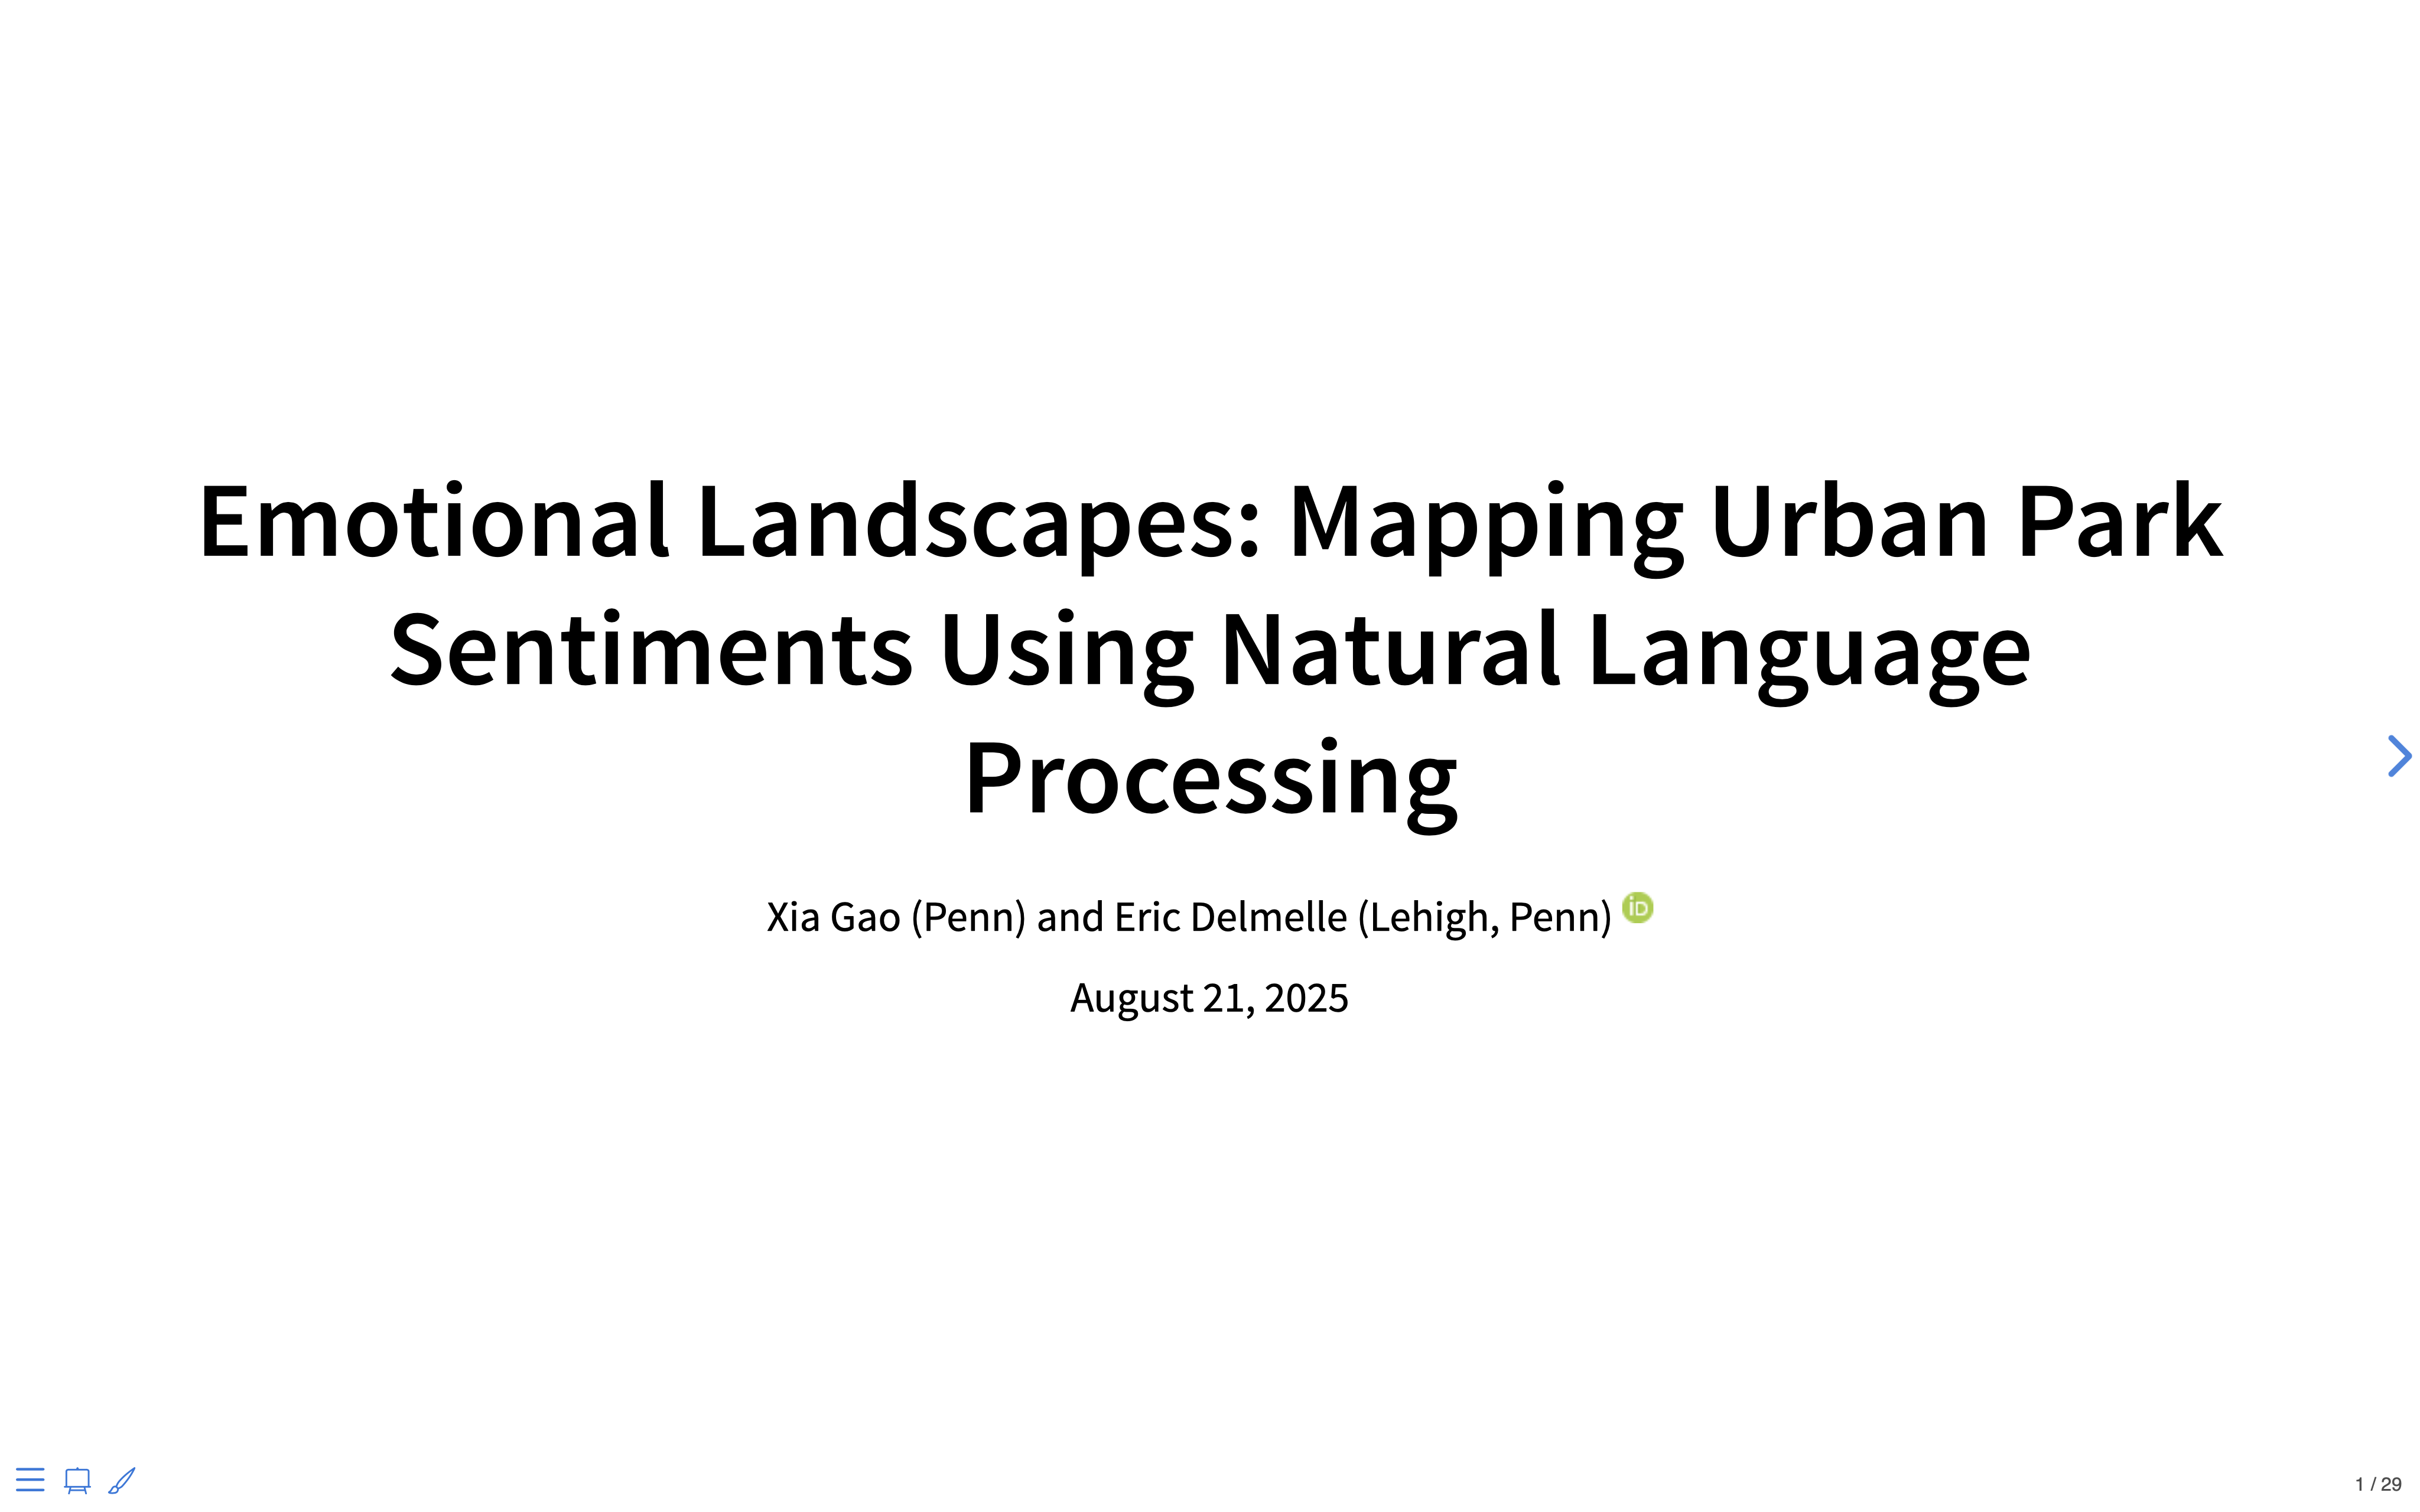 Emotional Landscapes: Mapping Urban Park
Sentiments Using Natural Language
Processing
Xia Gao (Penn) and Eric Delmelle (Lehigh, Penn) iD
August 21, 2025
1 / 29